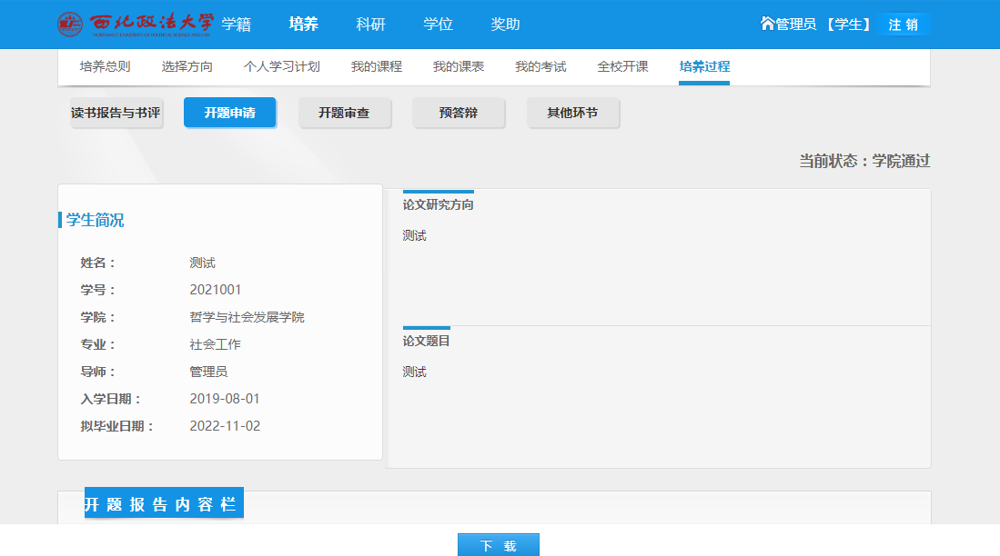 西北政法大学 学籍 培养 科研 学位 奖助 管理员 【学生】 注 销
培养总则 选择方向 个人学习计划 我的课程 我的课表 我的考试 全校开课 培养过程
读书报告与书评 开题申请 开题审查 预答辩 其他环节
当前状态：学院通过
学生简况
姓名： 测试
学号： 2021001
学院： 哲学与社会发展学院
专业： 社会工作
导师： 管理员
入学日期： 2019-08-01
拟毕业日期： 2022-11-02
论文研究方向
测试
论文题目
测试
开题报告内容栏
下 载